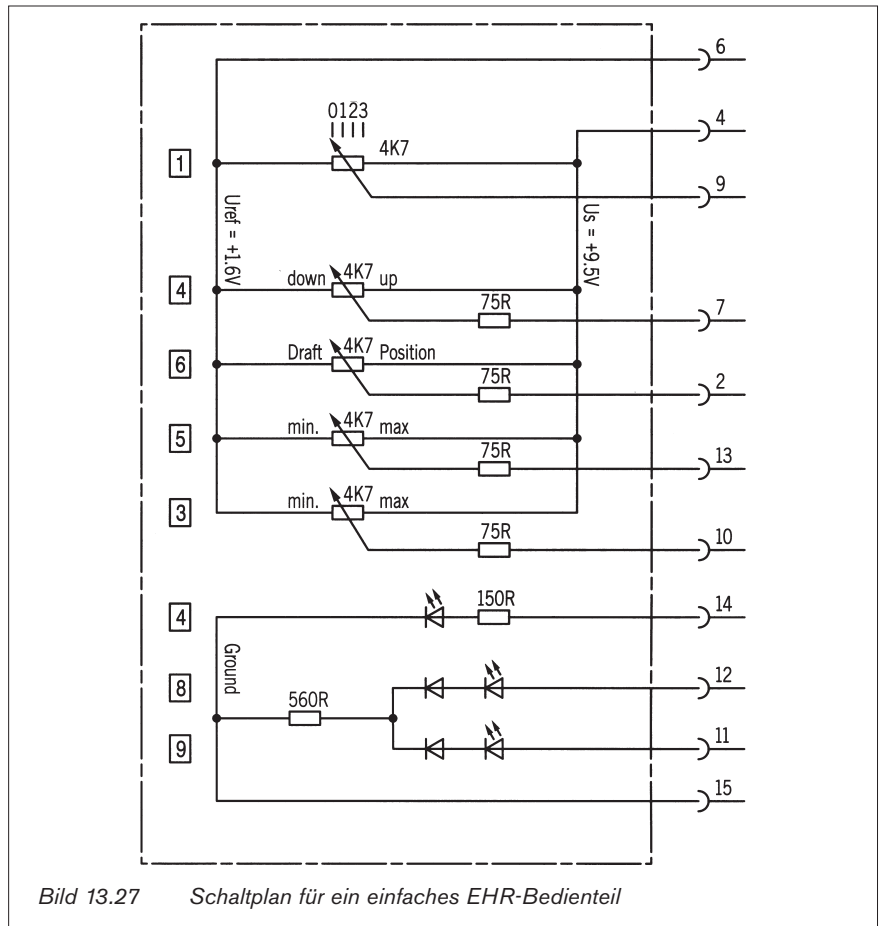 6
0123
4
1
4K7
9
Uref = +1.6V
Us = +9.5V
4
down 4K7 up
75R
7
6
Draft 4K7 Position
75R
2
5
min. 4K7 max
75R
13
3
min. 4K7 max
75R
10
4
150R
14
Ground
8
12
560R
9
11
15
Bild 13.27 Schaltplan für ein einfaches EHR-Bedienteil